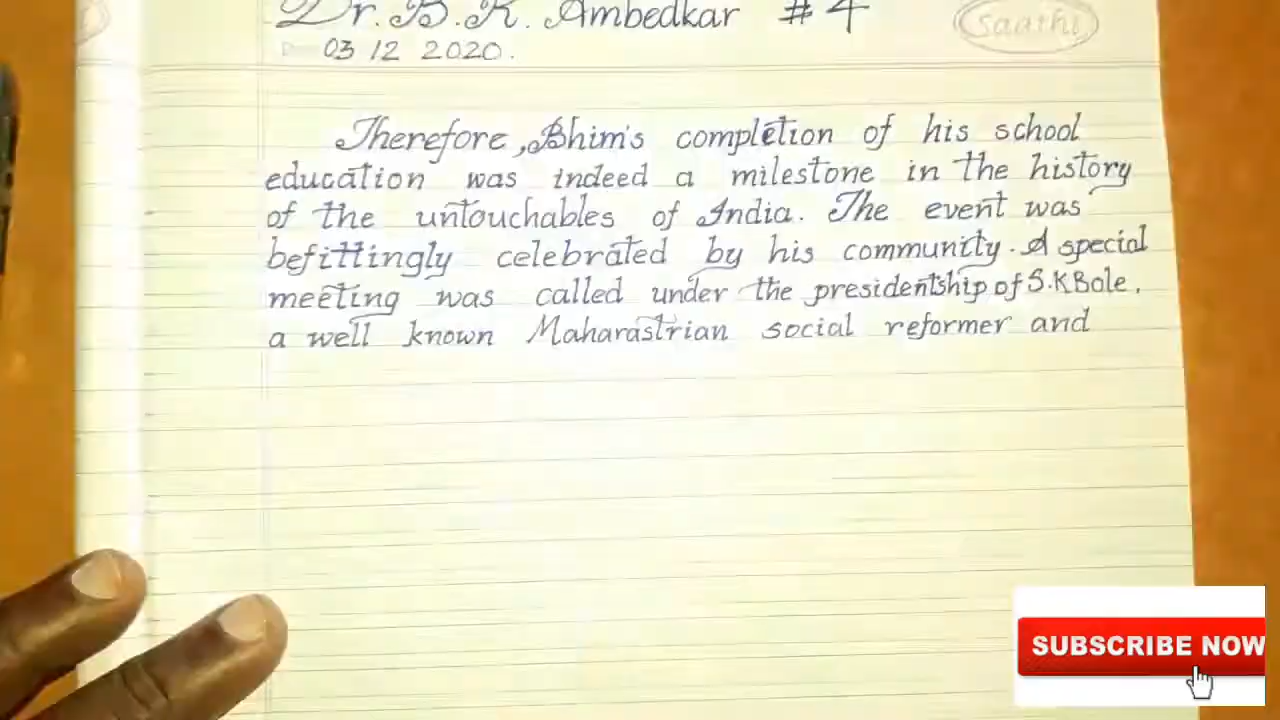 Dr. B. R. Ambedkar #4
Saathi
03 12 2020.
Therefore, Bhim's completion of his school
education was indeed a milestone in the history
of the untouchables of India. The event was
befittingly celebrated by his community. A special
meeting was called under the presidentship of S.K Bole,
a well known Maharastrian social reformer and
SUBSCRIBE NOW